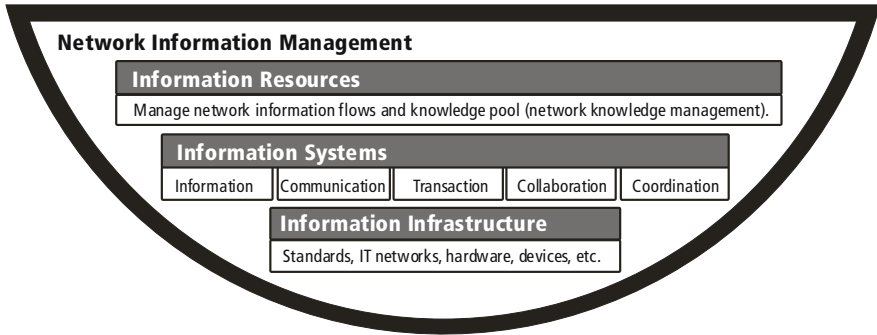 Network Information Management
Information Resources
Manage network information flows and knowledge pool (network knowledge management).
Information Systems
Information Communication Transaction Collaboration Coordination
Information Infrastructure
Standards, IT networks, hardware, devices, etc.